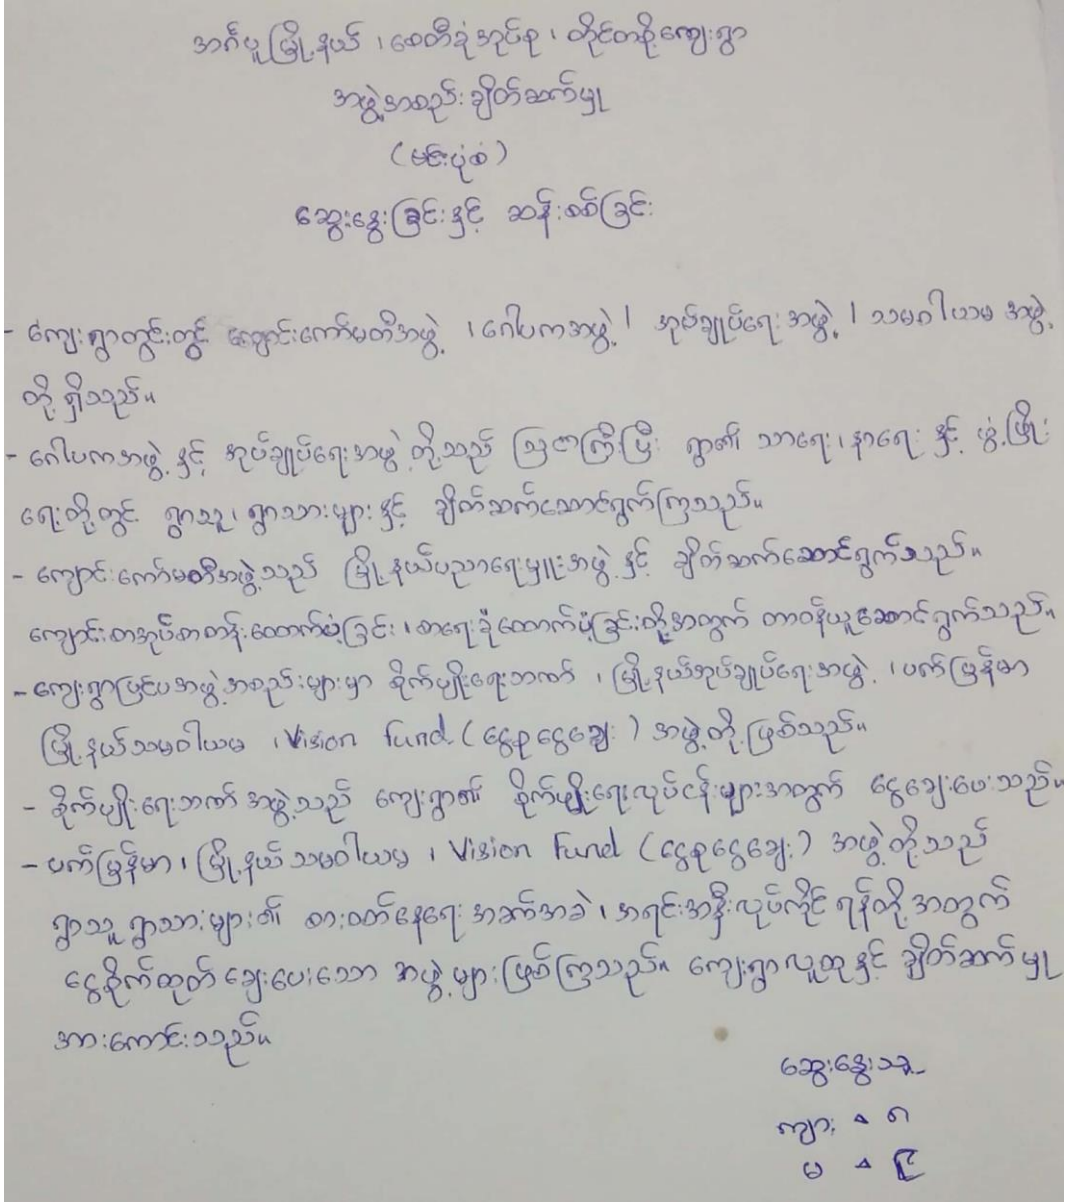 အင်္ဂပူမြို့နယ်၊ စေတီခုံအုပ်စု၊ တိုင်တစို့ကျေးရွာ
အဖွဲ့အစည်းချိတ်ဆက်မှု
(မင်းပုံစံ)
ဆွေးနွေးခြင်းနှင့် ဆန်းစစ်ခြင်း
- ကျေးရွာတွင်းတွင် ကျောင်းကော်မတီအဖွဲ့၊ ဂေါပကအဖွဲ့၊ အုပ်ချုပ်ရေးအဖွဲ့၊ သမဝါယမ အဖွဲ့
တို့ ရှိသည်။
- ဂေါပကအဖွဲ့နှင့် အုပ်ချုပ်ရေးအဖွဲ့တို့သည် ဩဇာကြီးပြီး ရွာ၏ သာရေး၊ နာရေး နှင့် ဖွံ့ဖြိုး
ရေးတို့တွင် ရွာသူ၊ ရွာသားများနှင့် ချိတ်ဆက်ဆောင်ရွက်ကြသည်။
- ကျောင်းကော်မတီအဖွဲ့သည် မြို့နယ်ပညာရေးမှူးအဖွဲ့နှင့် ချိတ်ဆက်ဆောင်ရွက်သည်။
ကျောင်းစာအုပ်စာတန်းထောက်ပံ့ခြင်း၊ စာရေးခုံထောက်ပံ့ခြင်းတို့အတွက် တာဝန်ယူဆောင်ရွက်သည်။
- ကျေးရွာပြင်ပအဖွဲ့အစည်းများမှာ စိုက်ပျိုးရေးဘဏ်၊ မြို့နယ်အုပ်ချုပ်ရေးအဖွဲ့၊ ပက်မြန်မာ
မြို့နယ်သမဝါယမ၊ Vision Fund (ငွေစုငွေချေး) အဖွဲ့တို့ဖြစ်သည်။
- စိုက်ပျိုးရေးဘဏ်အဖွဲ့သည် ကျေးရွာ၏ စိုက်ပျိုးရေးလုပ်ငန်းများအတွက် ငွေချေးပေးသည်။
- ပက်မြန်မာ၊ မြို့နယ်သမဝါယမ၊ Vision Fund (ငွေစုငွေချေး) အဖွဲ့တို့သည်
ရွာသူ ရွာသားများ၏ စားဝတ်နေရေး အခက်အခဲ၊ အရင်းအနှီးလုပ်ကိုင်ရန်တို့အတွက်
ငွေစိုက်ထုတ်ချေးပေးသော အဖွဲ့များဖြစ်ကြသည်။ ကျေးရွာလူထုနှင့် ချိတ်ဆက်မှု
အားကောင်းသည်။
ဆွေးနွေးသူ
ကျား - ၈
မ - ၄